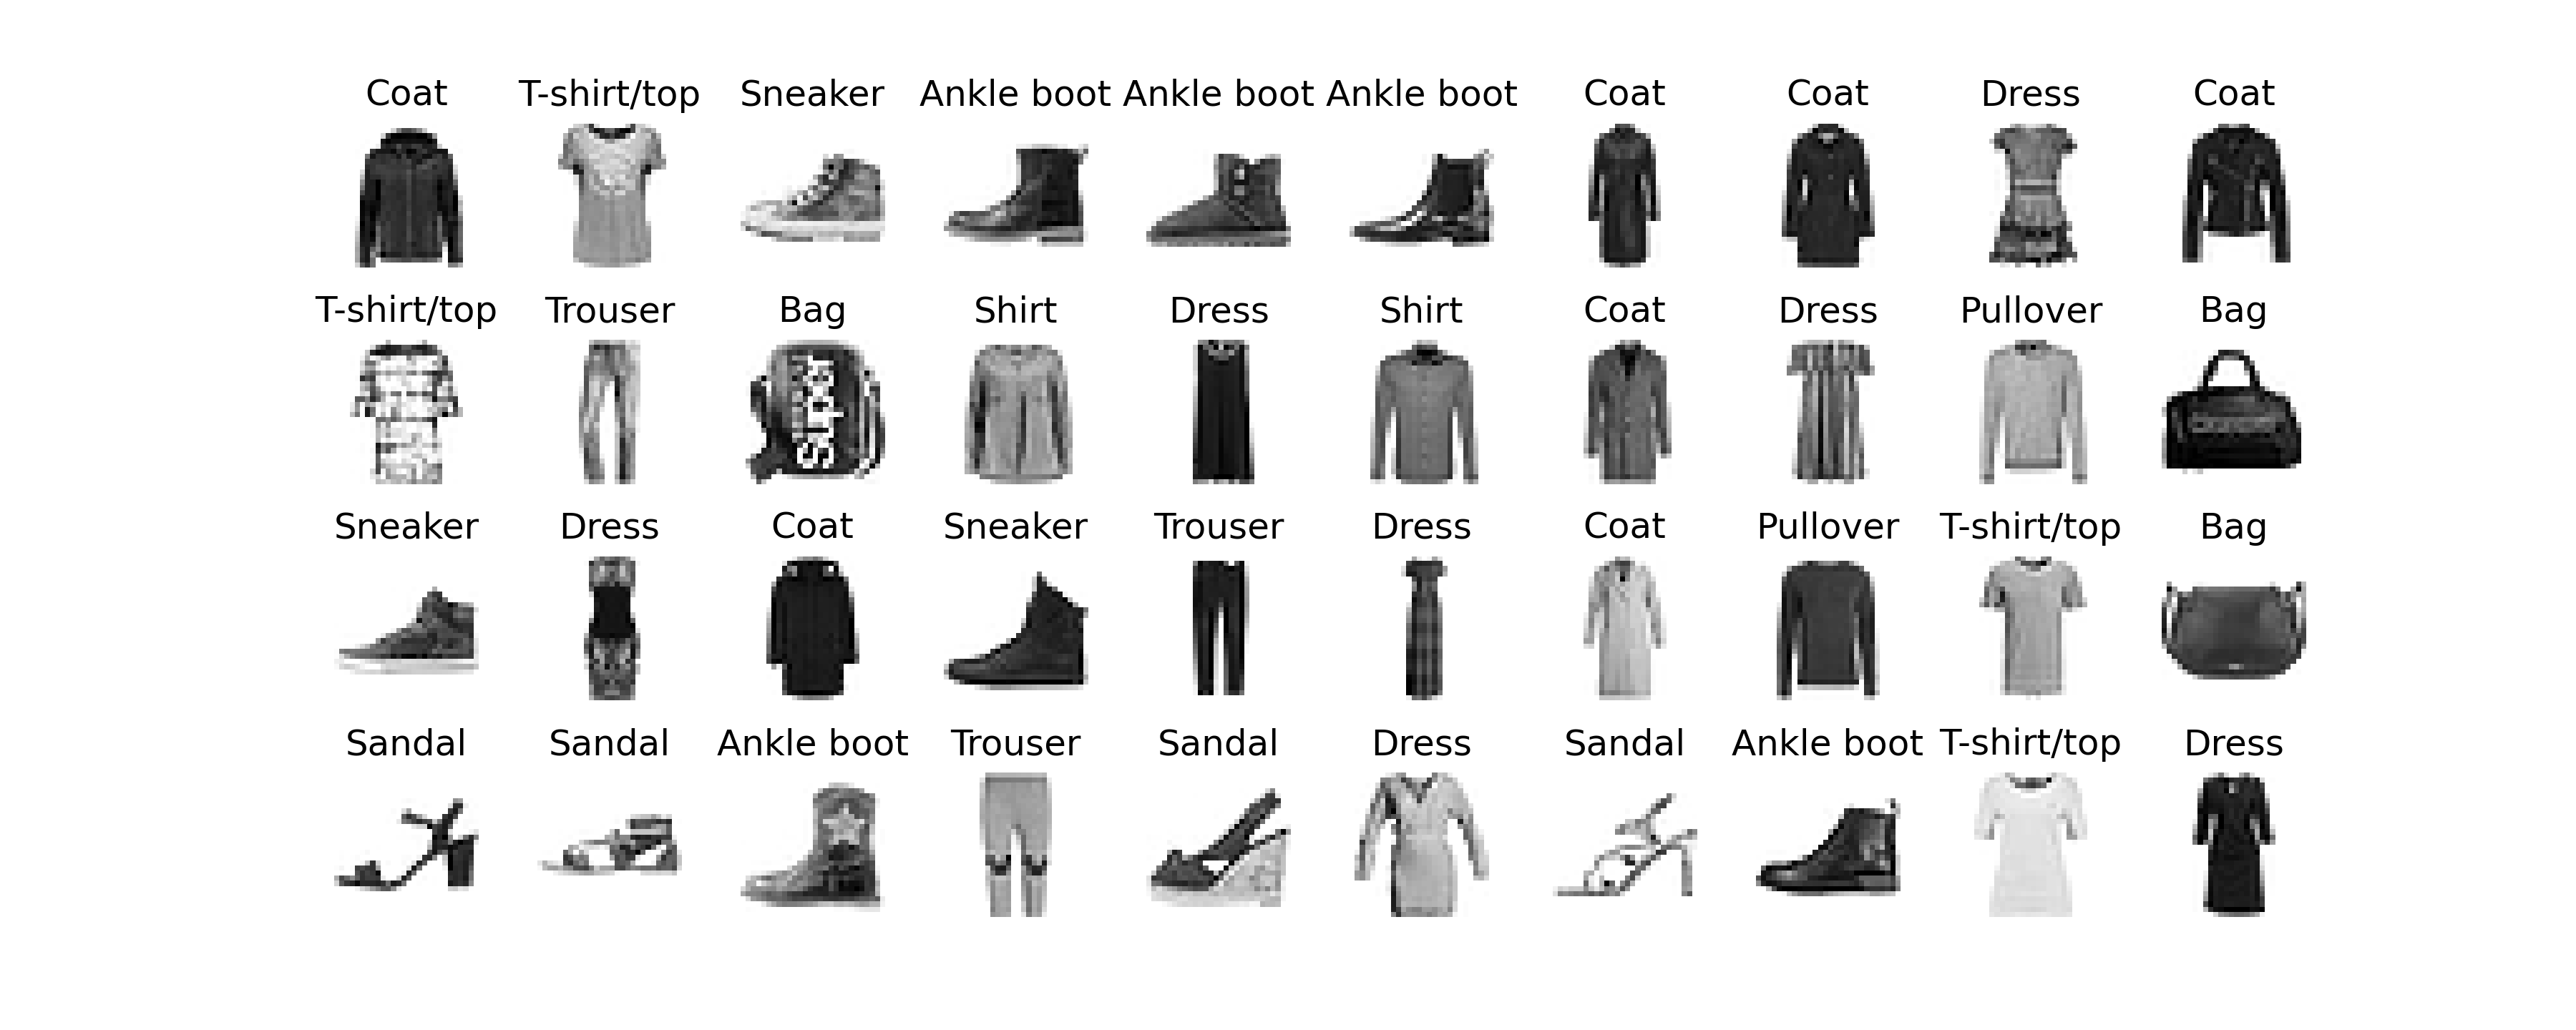 Coat T-shirt/top Sneaker Ankle boot Ankle boot Ankle boot Coat Coat Dress Coat
T-shirt/top Trouser Bag Shirt Dress Shirt Coat Dress Pullover Bag
Sneaker Dress Coat Sneaker Trouser Dress Coat Pullover T-shirt/top Bag
Sandal Sandal Ankle boot Trouser Sandal Dress Sandal Ankle boot T-shirt/top Dress